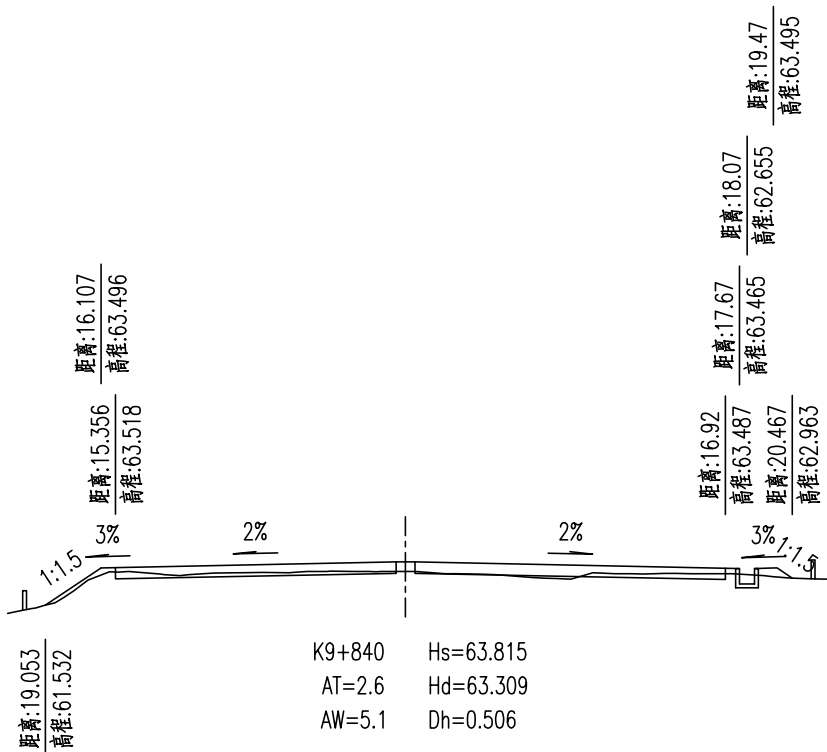 距离:19.47
高程:63.495
距离:18.07
高程:62.655
距离:16.107
高程:63.496
距离:17.67
高程:63.465
距离:15.356
高程:63.518
距离:16.92
高程:63.487
距离:20.467
高程:62.963
1:1.5
3%
2%
2%
3%
1:1.5
距离:19.053
高程:61.532
K9+840 Hs=63.815
AT=2.6 Hd=63.309
AW=5.1 Dh=0.506